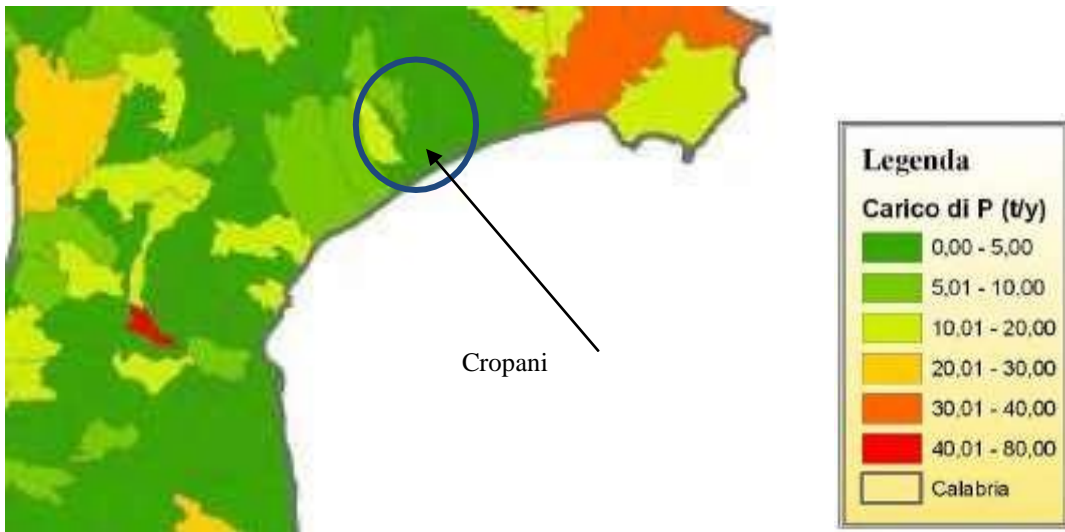 Cropani
Legenda
Carico di P (t/y)
0,00 - 5,00
5,01 - 10,00
10,01 - 20,00
20,01 - 30,00
30,01 - 40,00
40,01 - 80,00
Calabria